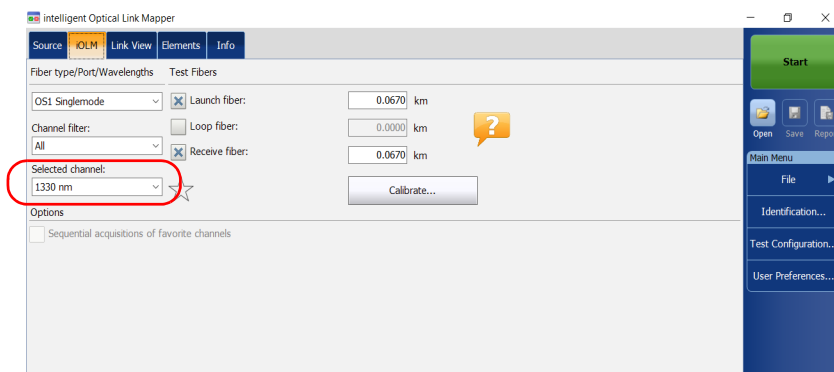 intelligent Optical Link Mapper
Source iOLM Link View Elements Info
Start
Fiber type/Port/Wavelengths Test Fibers
OS1 Singlemode Launch fiber: 0.0670 km
Channel filter: Loop fiber: 0.0000 km
?
All Receive fiber: 0.0670 km
Open Save Repo
Selected channel:
Main Menu
1330 nm Calibrate...
File
Options
Identification...
Sequential acquisitions of favorite channels
Test Configuration..
User Preferences...